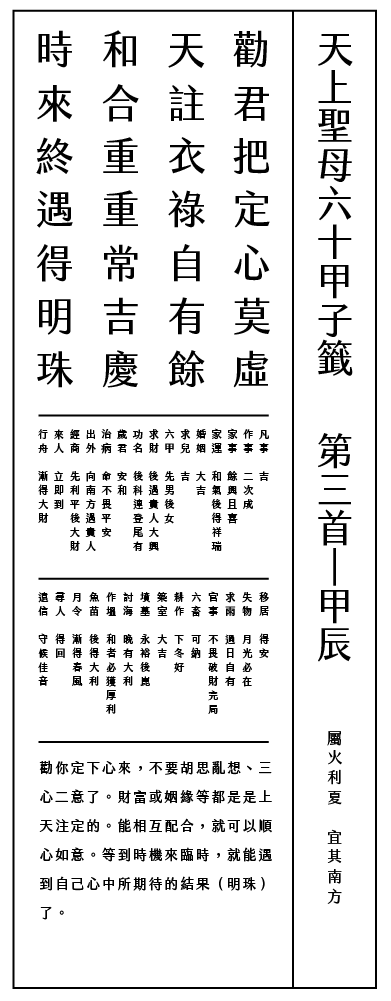 天上聖母六十甲子籤　第三首｜甲辰
屬火利夏　宜其南方
勸君把定心莫虛
天註衣祿自有餘
和合重重常吉慶
時來終遇得明珠
凡事　吉
作事　二次成
家事　餘興且喜
家運　和氣後得祥瑞
婚姻　大吉
求兒　吉
六甲　先男後女
求財　後遇貴人大興
功名　後科連登尾有
歲君　安和
治病　命不畏平安
出外　向南方遇貴人
經商　先利平後大財
來人　立即到
行舟　漸得大財
移居　得安
失物　月光必在
求雨　過日自有
官事　不畏破財完局
六畜　可納
耕作　下冬好
築室　大吉
墳墓　永裕後崑
討海　晚有大利
作塭　和者必獲厚利
魚苗　後得大利
月令　漸得春風
尋人　得回
遠信　守候佳音
勸你定下心來，不要胡思亂想、三
心二意了。財富或姻緣等都是是上
天注定的。能相互配合，就可以順
心如意。等到時機來臨時，就能遇
到自己心中所期待的結果（明珠）
了。